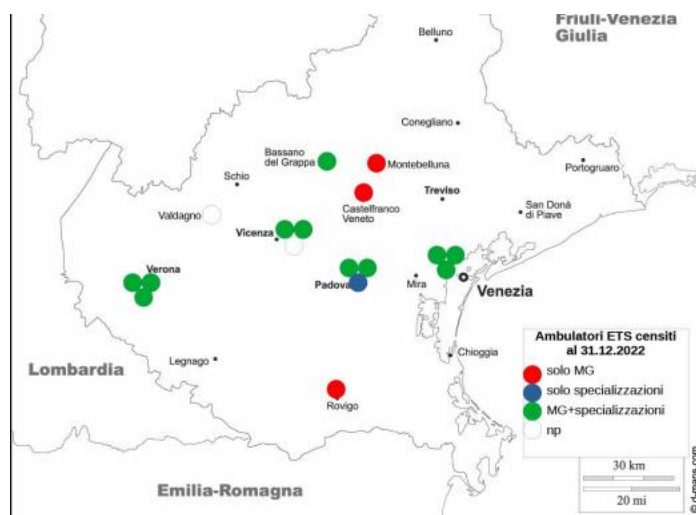 Friuli-Venezia
Giulia
Belluno
Conegliano
Bassano
del Grappa
Montebelluna
Portogruaro
Schio
Castelfranco
Veneto
Treviso
Valdagno
San Donà
di Piave
Vicenza
Verona
Padova
Mira
Venezia
Ambulatori ETS censiti
al 31.12.2022
Legnago
Chioggia
Lombardia
solo MG
solo specializzazioni
Rovigo
MG+specializzazioni
np
30 km
20 mi
Emilia-Romagna
© d-maps.com